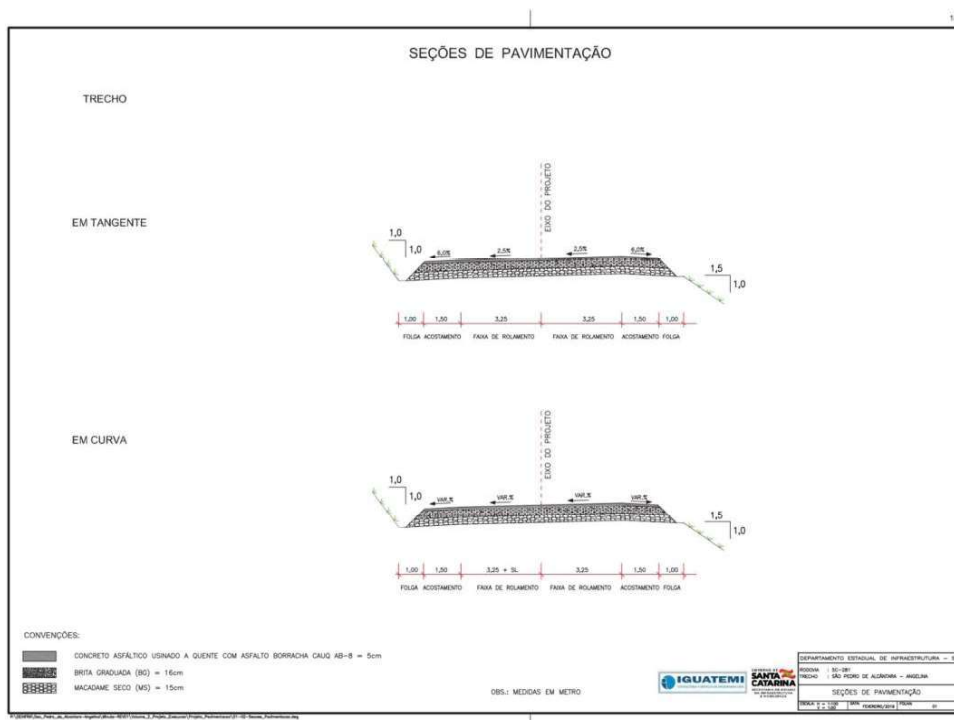 SEÇÕES DE PAVIMENTAÇÃO
TRECHO
EM TANGENTE
EIXO DO PROJETO
1,0
1,0
6,0%
2,5%
2,5%
6,0%
1,5
1,0
1,00 1,50 3,25 3,25 1,50 1,00
FOLGA ACOSTAMENTO FAIXA DE ROLAMENTO FAIXA DE ROLAMENTO ACOSTAMENTO FOLGA
EM CURVA
EIXO DO PROJETO
1,0
1,0
VAR.%
VAR.%
VAR.%
VAR.%
1,5
1,0
1,00 1,50 3,25 + SL 3,25 1,50 1,00
FOLGA ACOSTAMENTO FAIXA DE ROLAMENTO FAIXA DE ROLAMENTO ACOSTAMENTO FOLGA
CONVENÇÕES:
CONCRETO ASFÁLTICO USINADO A QUENTE COM ASFALTO BORRACHA CAUQ AB-8 = 5cm
BRITA GRADUADA (BG) = 16cm
MACADAME SECO (MS) = 15cm
OBS.: MEDIDAS EM METRO
IGUATEMI
SANTA
CATARINA
DEPARTAMENTO ESTADUAL DE INFRAESTRUTURA -
RODOVIA : SC-281
TRECHO : SÃO PEDRO DE ALCÂNTARA - ANGELINA
SEÇÕES DE PAVIMENTAÇÃO
DATA FEVEREIRO/2019 FOLHA 01